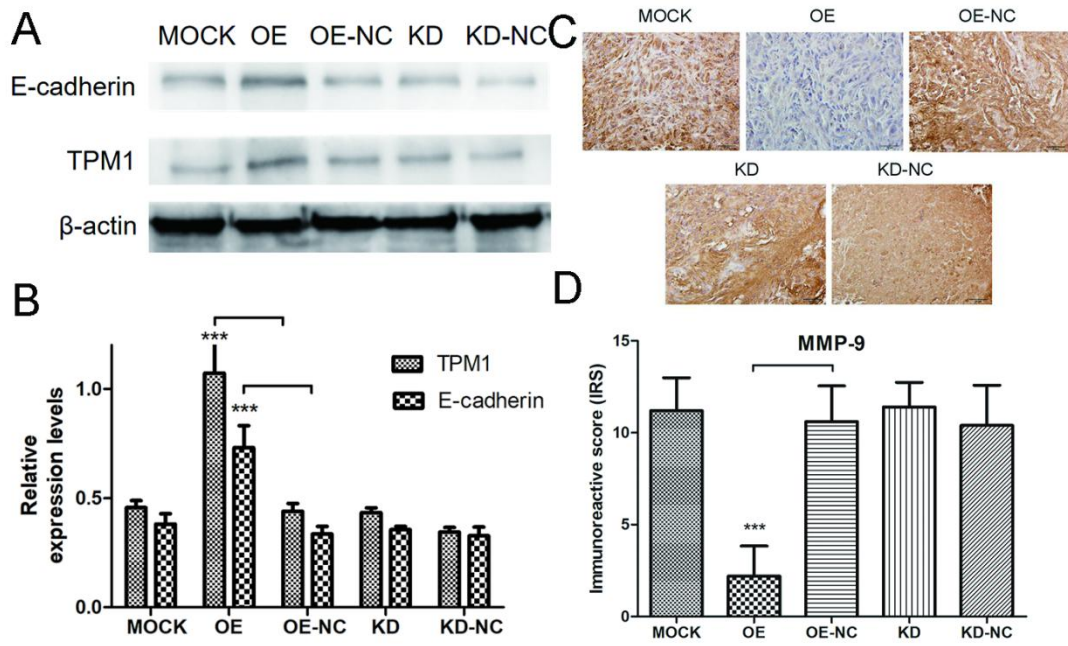 A
MOCK OE OE-NC KD KD-NC
E-cadherin
TPM1
β-actin
B
Relative
expression levels
1.0
0.5
0.0
***
***
TPM1
E-cadherin
MOCK OE OE-NC KD KD-NC
C
MOCK OE OE-NC
KD KD-NC
D
MMP-9
Immunoreactive score (IRS)
15
10
5
0
***
MOCK OE OE-NC KD KD-NC